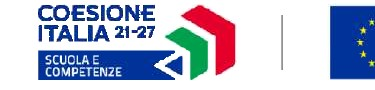 COESIONE
ITALIA 21-27
SCUOLA E
COMPETENZE